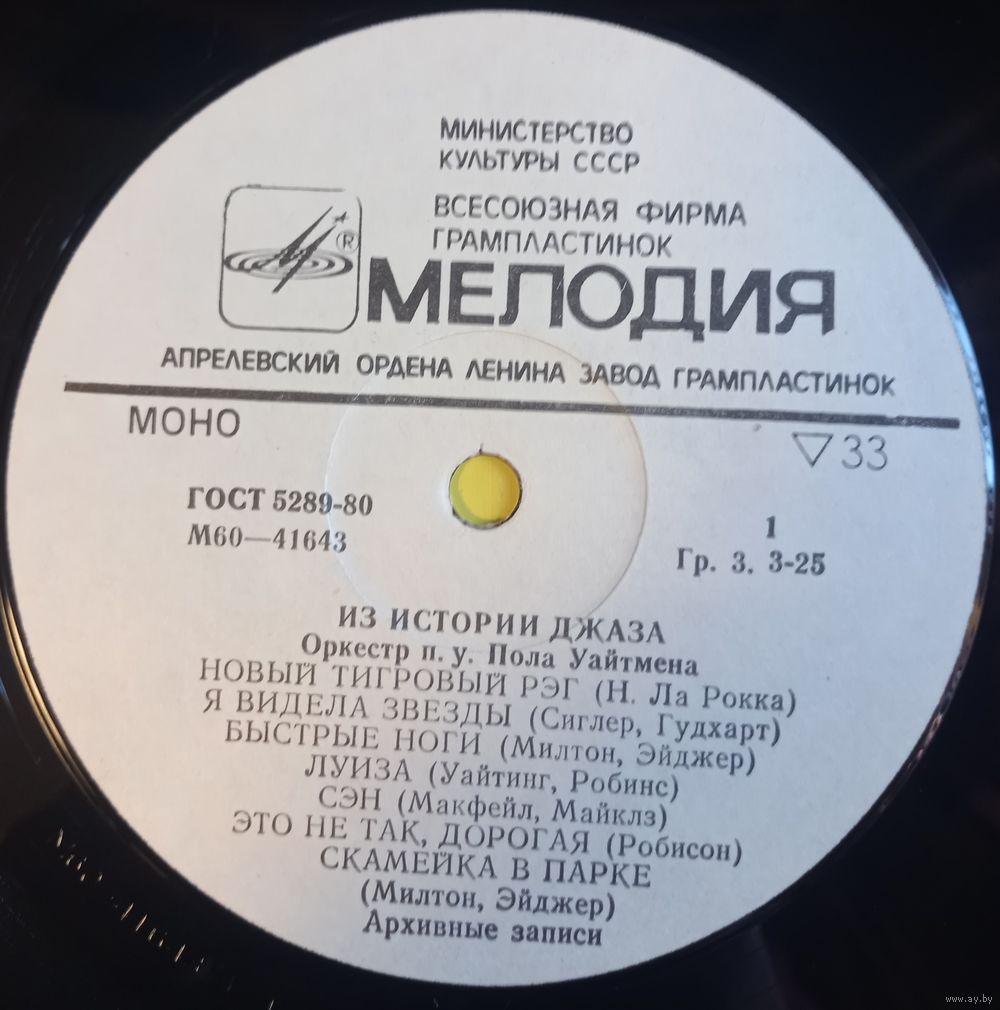 МИНИСТЕРСТВО
КУЛЬТУРЫ СССР
ВСЕСОЮЗНАЯ ФИРМА
ГРАМПЛАСТИНОК
®
МЕЛОДИЯ
АПРЕЛЕВСКИЙ ОРДЕНА ЛЕНИНА ЗАВОД ГРАМПЛАСТИНОК
МОНО
▽33
ГОСТ 5289-80
М60—41643
1
Гр. 3. 3-25
ИЗ ИСТОРИИ ДЖАЗА
Оркестр п. у. Пола Уайтмена
НОВЫЙ ТИГРОВЫЙ РЭГ (Н. Ла Рокка)
Я ВИДЕЛА ЗВЕЗДЫ (Сиглер, Гудхарт)
БЫСТРЫЕ НОГИ (Милтон, Эйджер)
ЛУИЗА (Уайтинг, Робинс)
СЭН (Макфейл, Майклз)
ЭТО НЕ ТАК, ДОРОГАЯ (Робисон)
СКАМЕЙКА В ПАРКЕ
(Милтон, Эйджер)
Архивные записи
www.ay.by